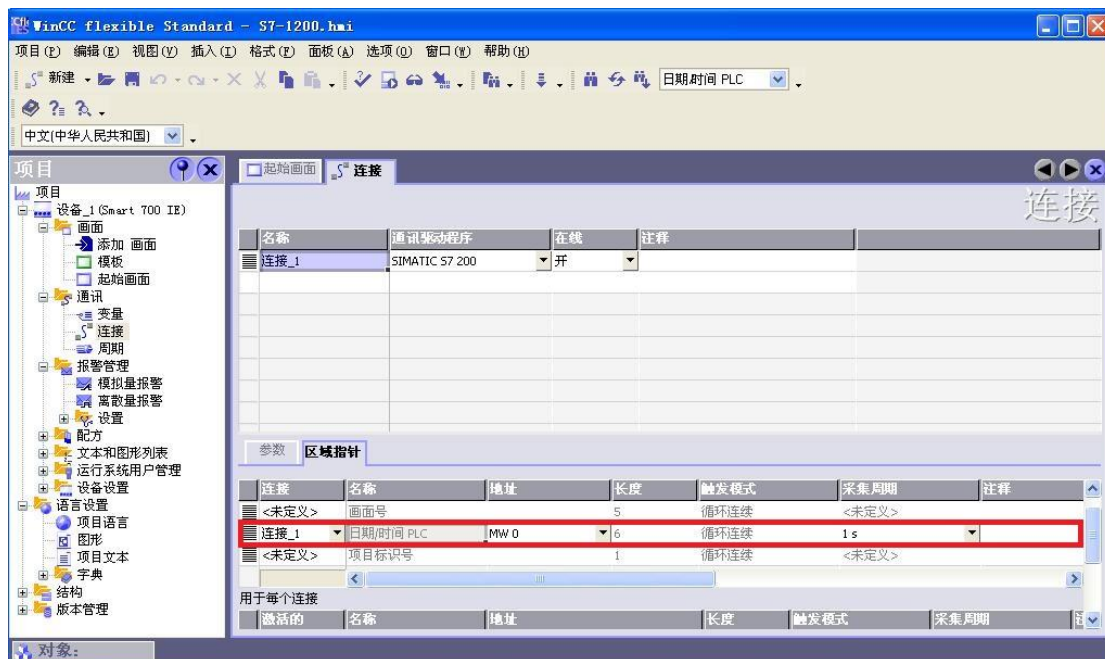 WinCC flexible Standard - S7-1200.hmi
项目(P) 编辑(E) 视图(V) 插入(I) 格式(F) 面板(A) 选项(O) 窗口(W) 帮助(H)
新建 日期/时间 PLC
中文(中华人民共和国)
项目
起始画面 连接
连接
项目
设备_1(Smart 700 IE)
画面
添加 画面
模板
起始画面
通讯
变量
连接
周期
报警管理
模拟量报警
离散量报警
设置
配方
文本和图形列表
运行系统用户管理
设备设置
语言设置
项目语言
图形
项目文本
字典
结构
版本管理
名称 通讯驱动程序 在线 注释
连接_1 SIMATIC S7 200 开
参数 区域指针
连接 名称 地址 长度 触发模式 采集周期 注释
<未定义> 画面号 5 循环连续 <未定义>
连接_1 日期/时间 PLC MW 0 6 循环连续 1 s
<未定义> 项目标识号 1 循环连续 <未定义>
用于每个连接
激活的 名称 地址 长度 触发模式 采集周期
对象: